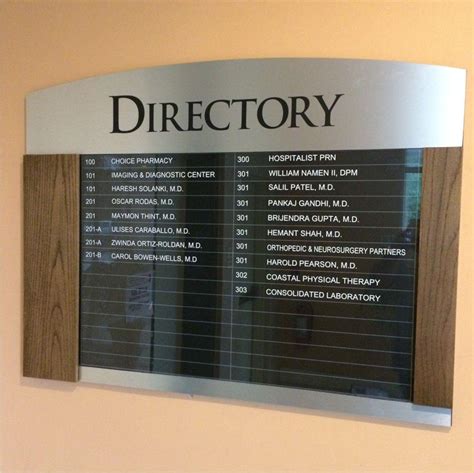 DIRECTORY
100 CHOICE PHARMACY
101 IMAGING & DIAGNOSTIC CENTER
101 HARESH SOLANKI, M.D.
201 OSCAR RODAS, M.D.
201 MAYMON THINT, M.D.
201-A ULISES CARABALLO, M.D.
201-A ZWINDA ORTIZ-ROLDAN, M.D.
201-B CAROL BOWEN-WELLS, M.D
300 HOSPITALIST PRN
301 WILLIAM NAMEN II, DPM
301 SALIL PATEL, M.D.
301 PANKAJ GANDHI, M.D.
301 BRIJENDRA GUPTA, M.D.
301 HEMANT SHAH, M.D.
301 ORTHOPEDIC & NEUROSURGERY PARTNERS
301 HAROLD PEARSON, M.D.
302 COASTAL PHYSICAL THERAPY
303 CONSOLIDATED LABORATORY